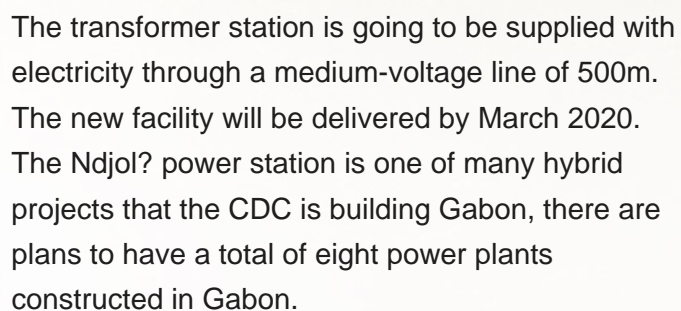 The transformer station is going to be supplied with
electricity through a medium-voltage line of 500m.
The new facility will be delivered by March 2020.
The Ndjol? power station is one of many hybrid
projects that the CDC is building Gabon, there are
plans to have a total of eight power plants
constructed in Gabon.